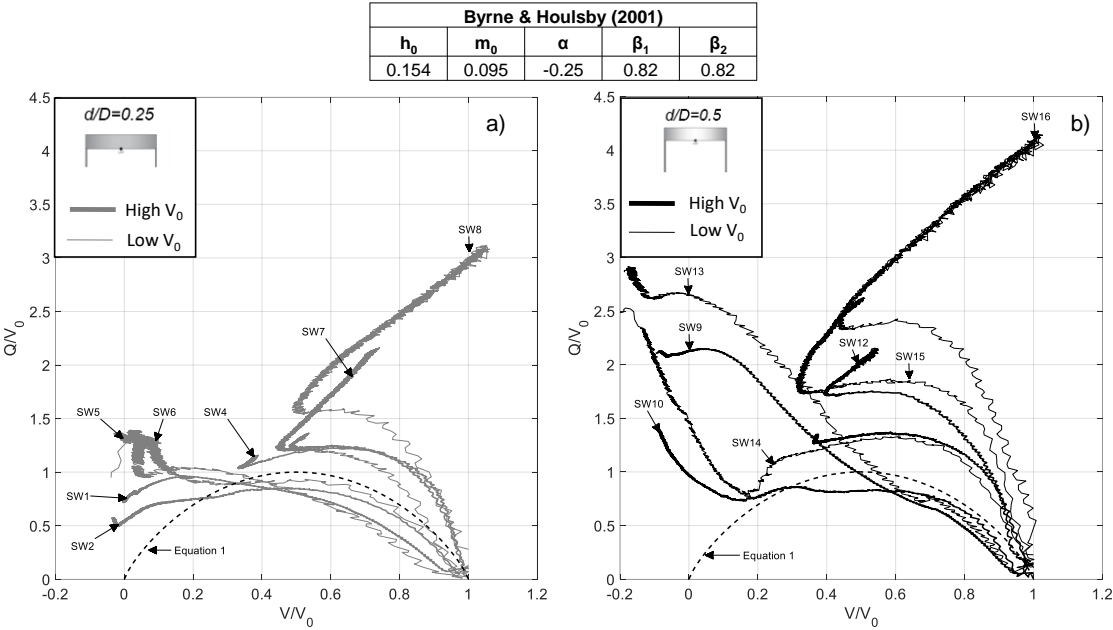 Byrne & Houlsby (2001)
h0 m0 α β1 β2
0.154 0.095 -0.25 0.82 0.82
a)
d/D=0.25
High V0
Low V0
SW8
SW7
SW5
SW6
SW4
SW1
SW2
Equation 1
4.5
4
3.5
3
2.5
2
1.5
1
0.5
0
-0.2 0 0.2 0.4 0.6 0.8 1 1.2
Q/V0
V/V0
b)
d/D=0.5
High V0
Low V0
SW16
SW13
SW9
SW12
SW15
SW10
SW14
Equation 1
4.5
4
3.5
3
2.5
2
1.5
1
0.5
0
-0.2 0 0.2 0.4 0.6 0.8 1 1.2
Q/V0
V/V0